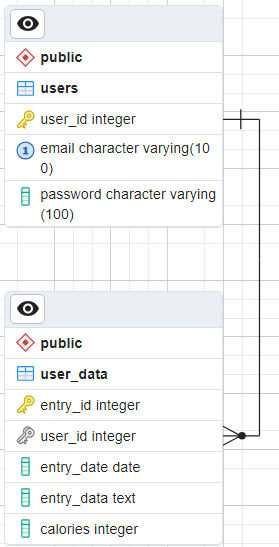 public
users
user_id integer
1 email character varying(10
0)
password character varying
(100)
public
user_data
entry_id integer
user_id integer
entry_date date
entry_data text
calories integer